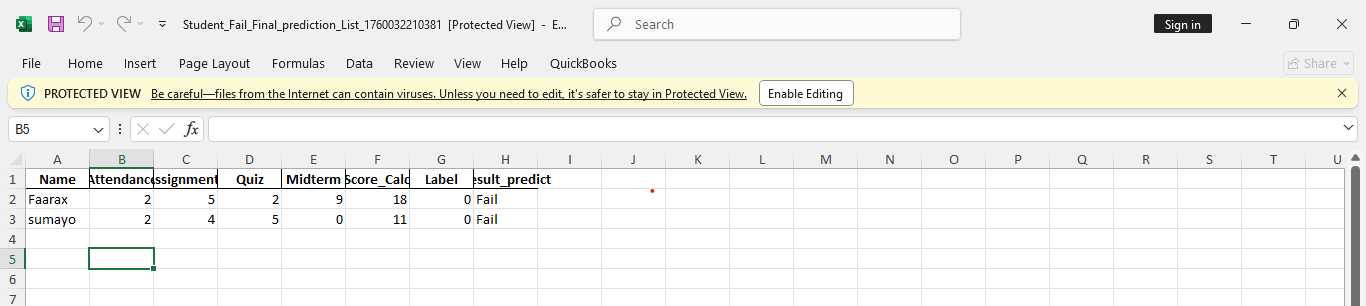 Student_Fail_Final_prediction_List_1760032210381 [Protected View] - E...
Search
Sign in
File Home Insert Page Layout Formulas Data Review View Help QuickBooks Share
PROTECTED VIEW Be careful—files from the Internet can contain viruses. Unless you need to edit, it's safer to stay in Protected View. Enable Editing
B5 fx
A B C D E F G H I J K L M N O P Q R S T U
1 Name Attendanc ssignment Quiz Midterm Score_Calc Label esult_predict
2 Faarax 2 5 2 9 18 0 Fail
3 sumayo 2 4 5 0 11 0 Fail
4
5
6
7